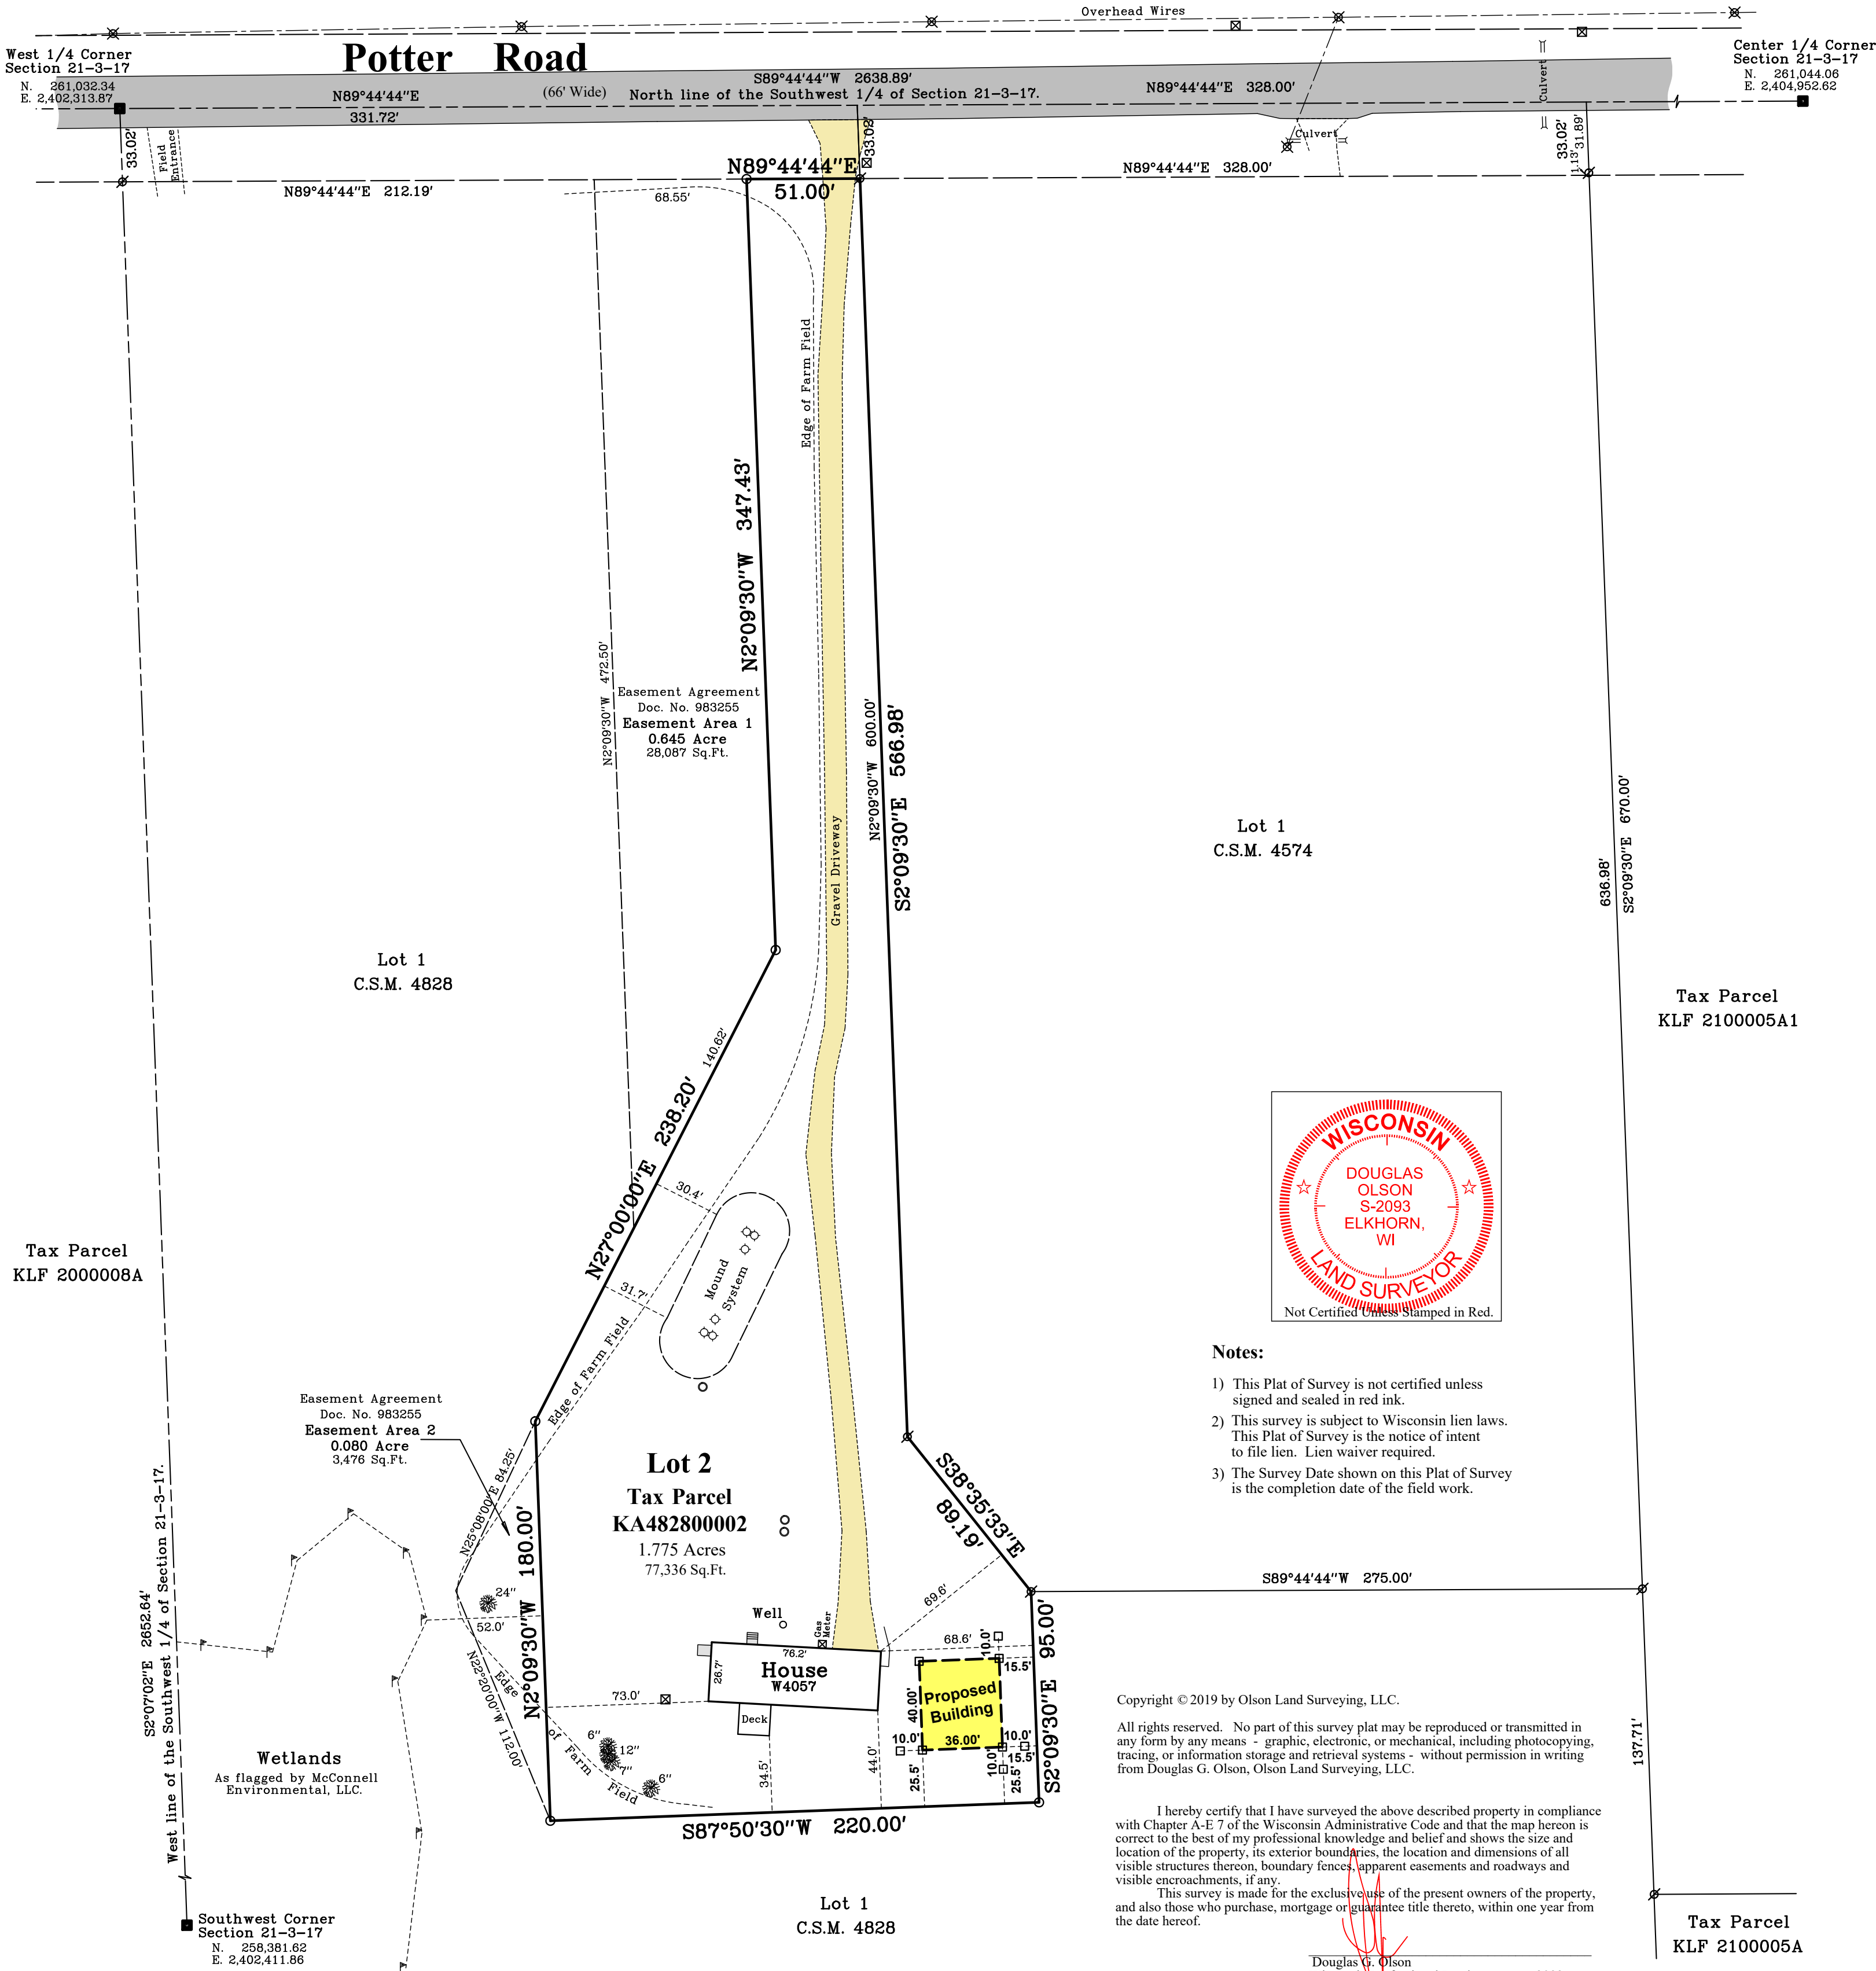 Overhead Wires
West 1/4 Corner
Section 21-3-17
N. 261,032.34
E. 2,402,313.87
Potter Road
(66' Wide)
S89°44'44"W 2638.89'
North line of the Southwest 1/4 of Section 21-3-17.
N89°44'44"E
331.72'
N89°44'44"E 328.00'
Culvert
Culvert
Center 1/4 Corner
Section 21-3-17
N. 261,044.06
E. 2,404,952.62
33.02'
Field
Entrance
33.02'
33.02'
1.13'
31.89'
N89°44'44"E 212.19'
68.55'
N89°44'44"E
51.00'
N89°44'44"E 328.00'
Edge of Farm Field
N2°09'30"W 347.43'
N2°09'30"W 472.50'
Easement Agreement
Doc. No. 983255
Easement Area 1
0.645 Acre
28,087 Sq.Ft.
N2°09'30"W 600.00'
S2°09'30"E 566.98'
Gravel Driveway
Lot 1
C.S.M. 4574
636.98'
S2°09'30"E 670.00'
Lot 1
C.S.M. 4828
Tax Parcel
KLF 2100005A1
N27°00'00"E 238.20'
140.62'
30.4'
31.7'
Mound
System
Edge of Farm Field
Tax Parcel
KLF 2000008A
WISCONSIN
DOUGLAS
OLSON
S-2093
ELKHORN,
WI
LAND SURVEYOR
Not Certified Unless Stamped in Red.
Notes:
1) This Plat of Survey is not certified unless
signed and sealed in red ink.
2) This survey is subject to Wisconsin lien laws.
This Plat of Survey is the notice of intent
to file lien. Lien waiver required.
3) The Survey Date shown on this Plat of Survey
is the completion date of the field work.
Easement Agreement
Doc. No. 983255
Easement Area 2
0.080 Acre
3,476 Sq.Ft.
N25°08'00"E 84.25'
N2°09'30"W 180.00'
Lot 2
Tax Parcel
KA482800002
1.775 Acres
77,336 Sq.Ft.
S38°35'33"E
89.19'
S89°44'44"W 275.00'
S2°07'02"E 2652.64'
West line of the Southwest 1/4 of Section 21-3-17.
24"
52.0'
Well
Gas
Meter
69.6'
68.6'
10.0'
15.5'
S2°09'30"E 95.00'
76.2'
26.7'
House
W4057
73.0'
Deck
Proposed
Building
40.00'
36.00'
10.0'
10.0'
15.5'
10.0'
25.5'
25.5'
34.5'
44.0'
N22°20'00"W 112.00'
Edge
of Farm
Field
6"
12"
7"
6"
S87°50'30"W 220.00'
137.71'
Wetlands
As flagged by McConnell
Environmental, LLC.
Copyright © 2019 by Olson Land Surveying, LLC.
All rights reserved. No part of this survey plat may be reproduced or transmitted in
any form by any means - graphic, electronic, or mechanical, including photocopying,
tracing, or information storage and retrieval systems - without permission in writing
from Douglas G. Olson, Olson Land Surveying, LLC.
I hereby certify that I have surveyed the above described property in compliance
with Chapter A-E 7 of the Wisconsin Administrative Code and that the map hereon is
correct to the best of my professional knowledge and belief and shows the size and
location of the property, its exterior boundaries, the location and dimensions of all
visible structures thereon, boundary fences, apparent easements and roadways and
visible encroachments, if any.
This survey is made for the exclusive use of the present owners of the property,
and also those who purchase, mortgage or guarantee title thereto, within one year from
the date hereof.
Douglas G. Olson
Southwest Corner
Section 21-3-17
N. 258,381.62
E. 2,402,411.86
Lot 1
C.S.M. 4828
Tax Parcel
KLF 2100005A